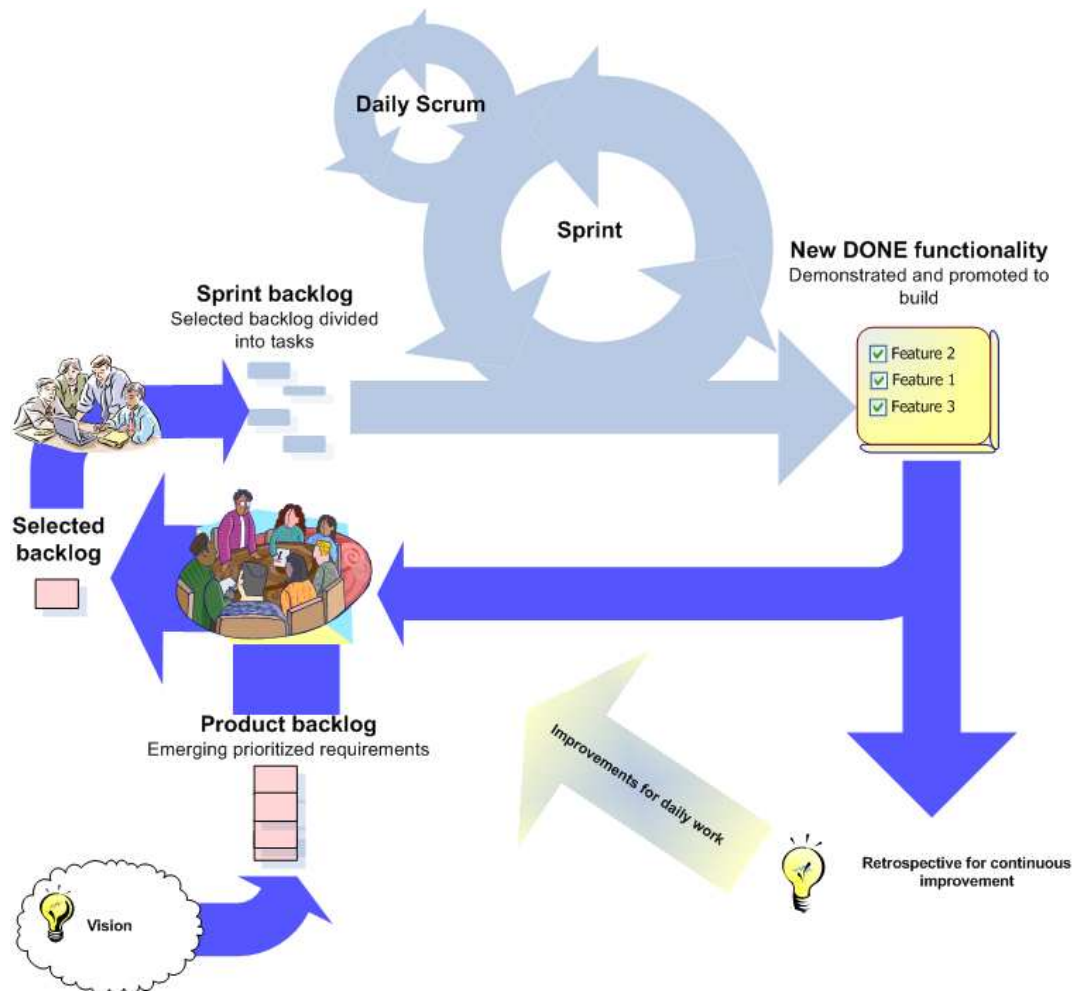 Daily Scrum
Sprint
New DONE functionality
Demonstrated and promoted to
build
Feature 2
Feature 1
Feature 3
Sprint backlog
Selected backlog divided
into tasks
Selected
backlog
Product backlog
Emerging prioritized requirements
Improvements for daily work
Retrospective for continuous
improvement
Vision